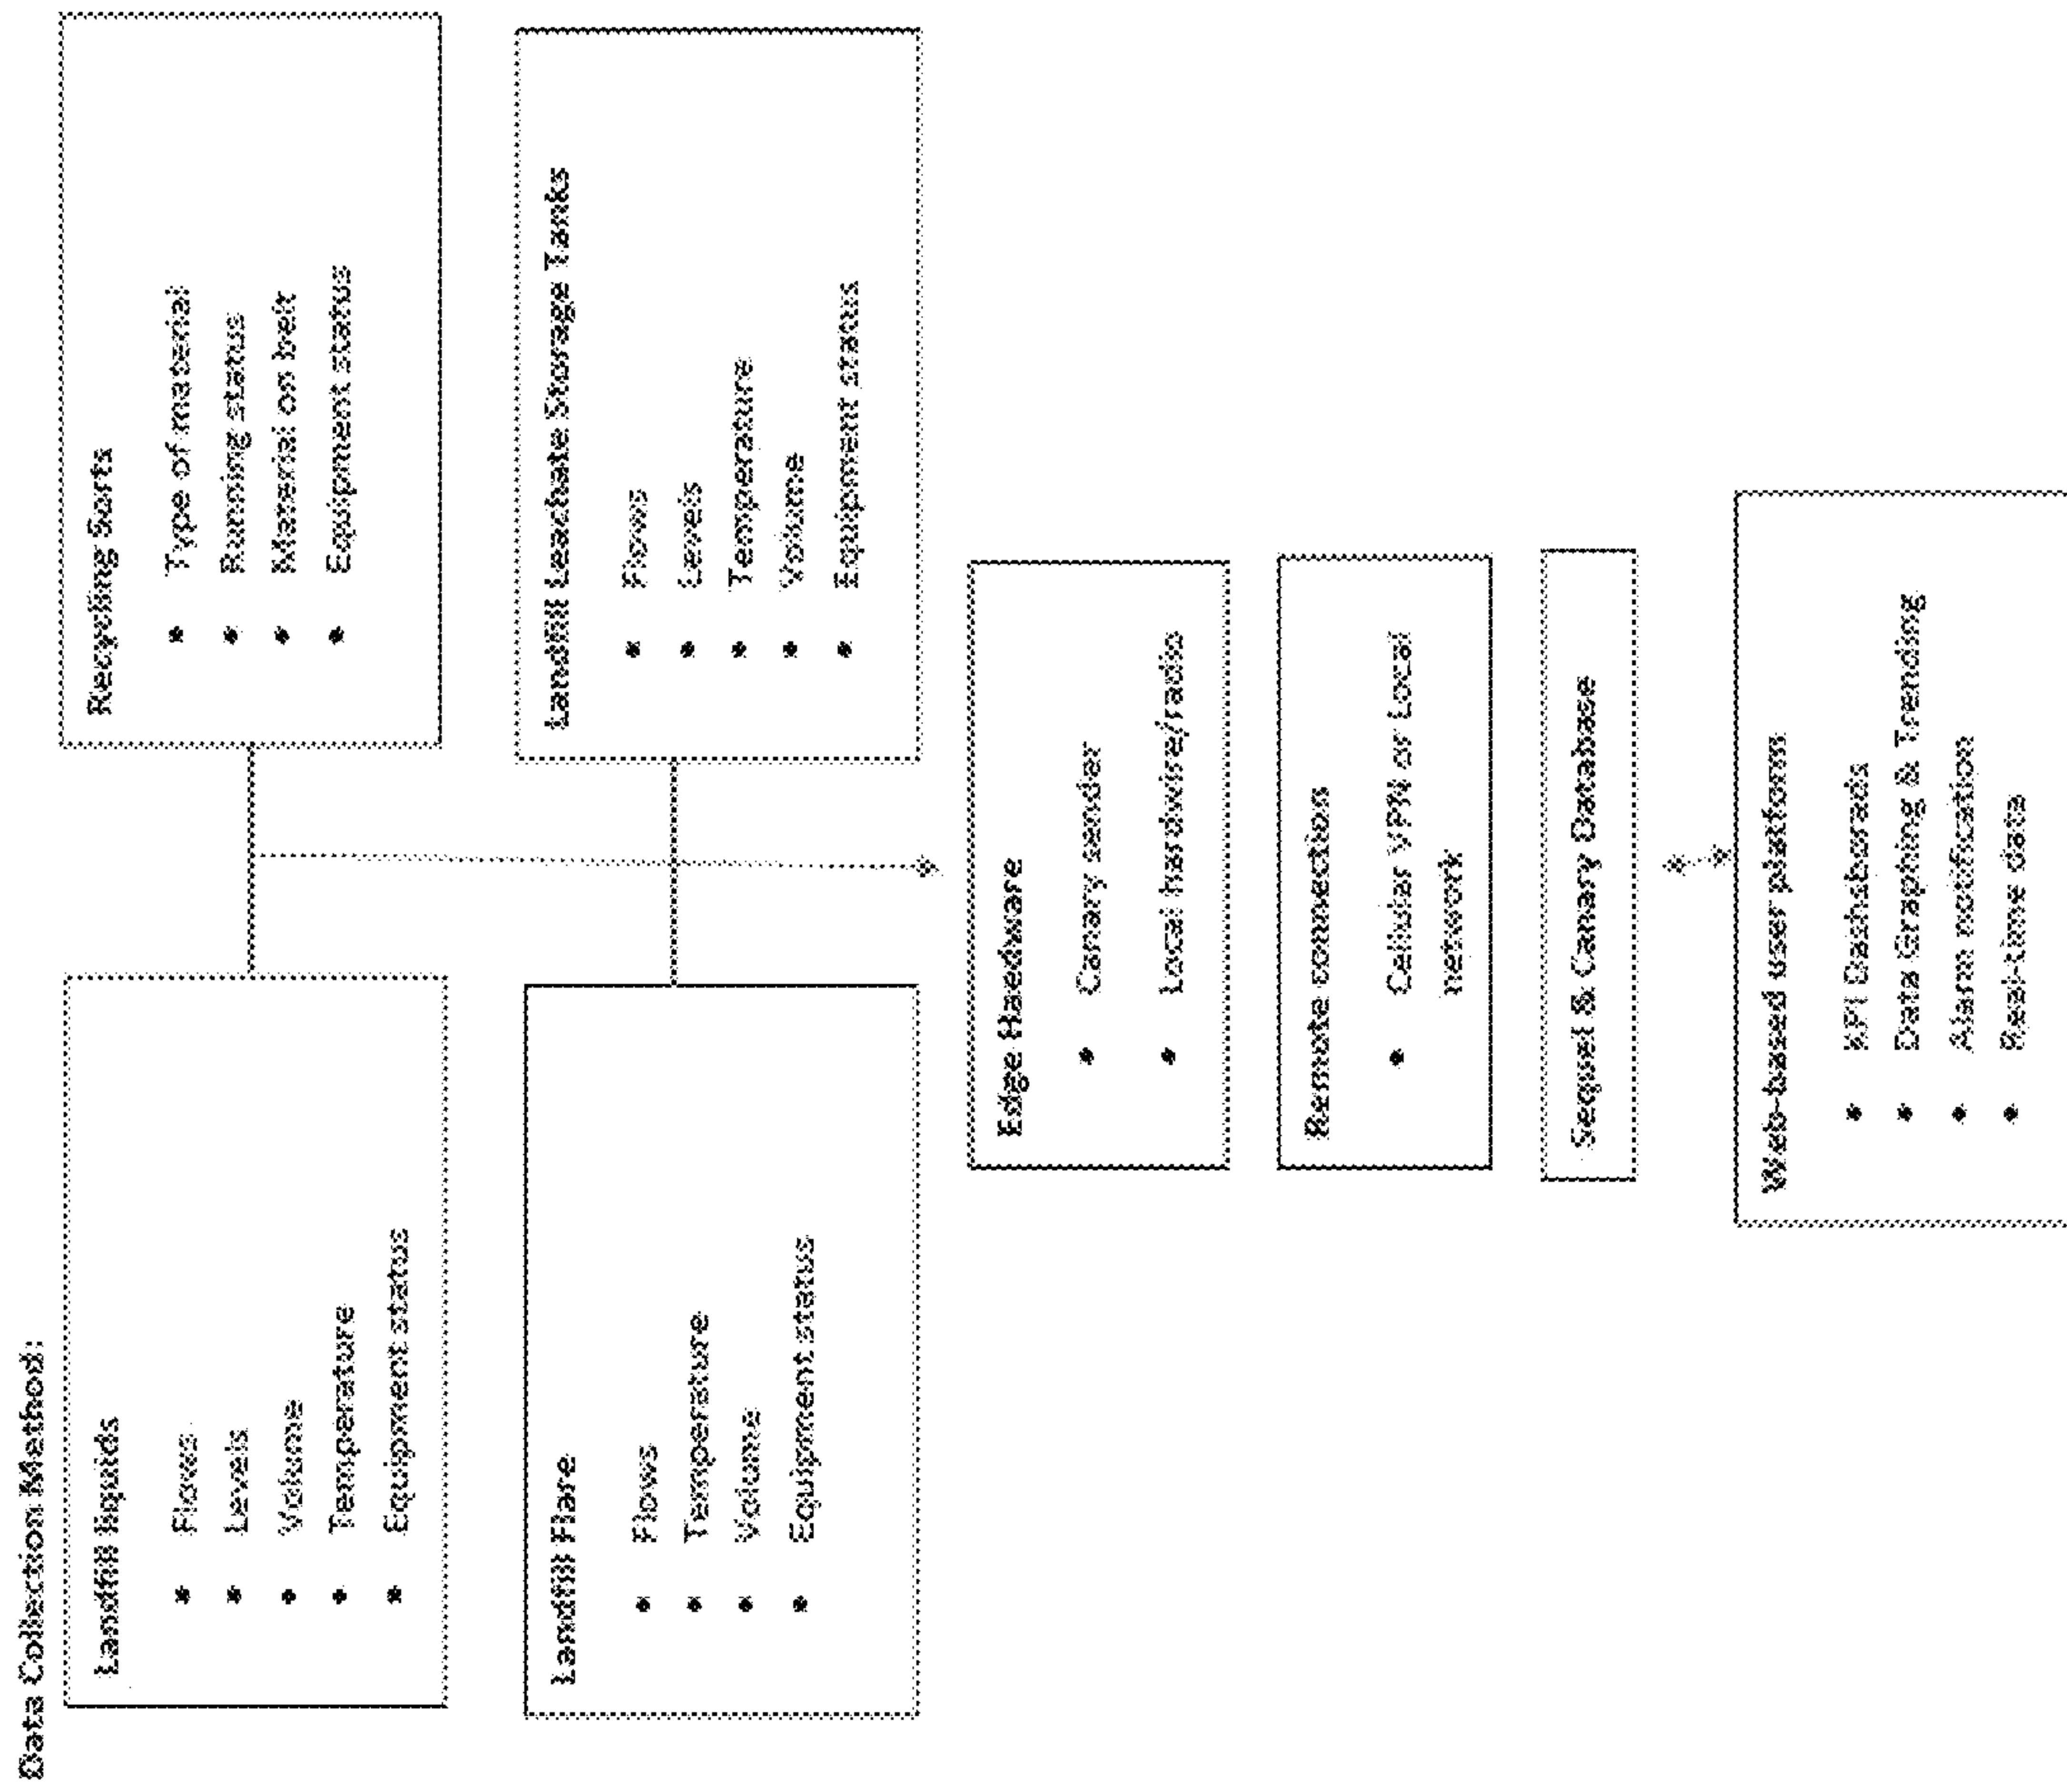 Data Collection Method:
Landfill liquids
• Flows
• Levels
• Volume
• Temperature
• Equipment status
Recycling Sorts
• Type of material
• Running status
• Material on belt
• Equipment status
Landfill Flare
• Flows
• Temperature
• Volume
• Equipment status
Landfill Leachate Storage Tanks
• Flows
• Levels
• Temperature
• Volume
• Equipment status
Edge Haedware
• Canary sender
• Local hardwire/radio
Remote connection
• Cellular VPN or Local
network
Sequel & Canary Database
Web-based user platform
• KPI Dashborads
• Data Graphing & Trending
• Alarm notification
• Real-time data